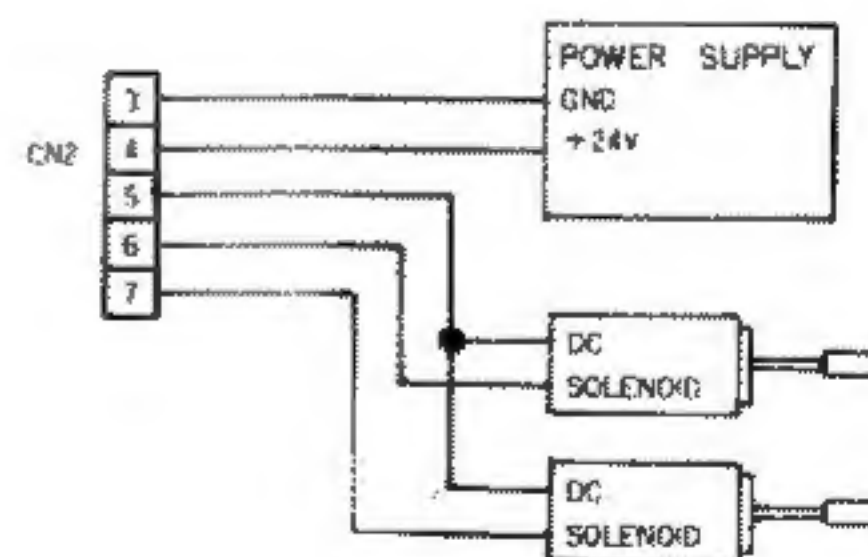 POWER SUPPLY
GND
+24V
CN2
3
4
5
6
7
DC
SOLENOID
DC
SOLENOID